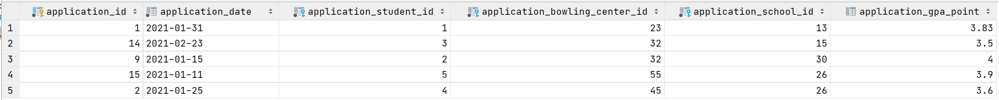 application_id application_date application_student_id application_bowling_center_id application_school_id application_gpa_point
1 1 2021-01-31 1 23 13 3.83
2 14 2021-02-23 3 32 15 3.5
3 9 2021-01-15 2 32 30 4
4 15 2021-01-11 5 55 26 3.9
5 2 2021-01-25 4 45 26 3.6